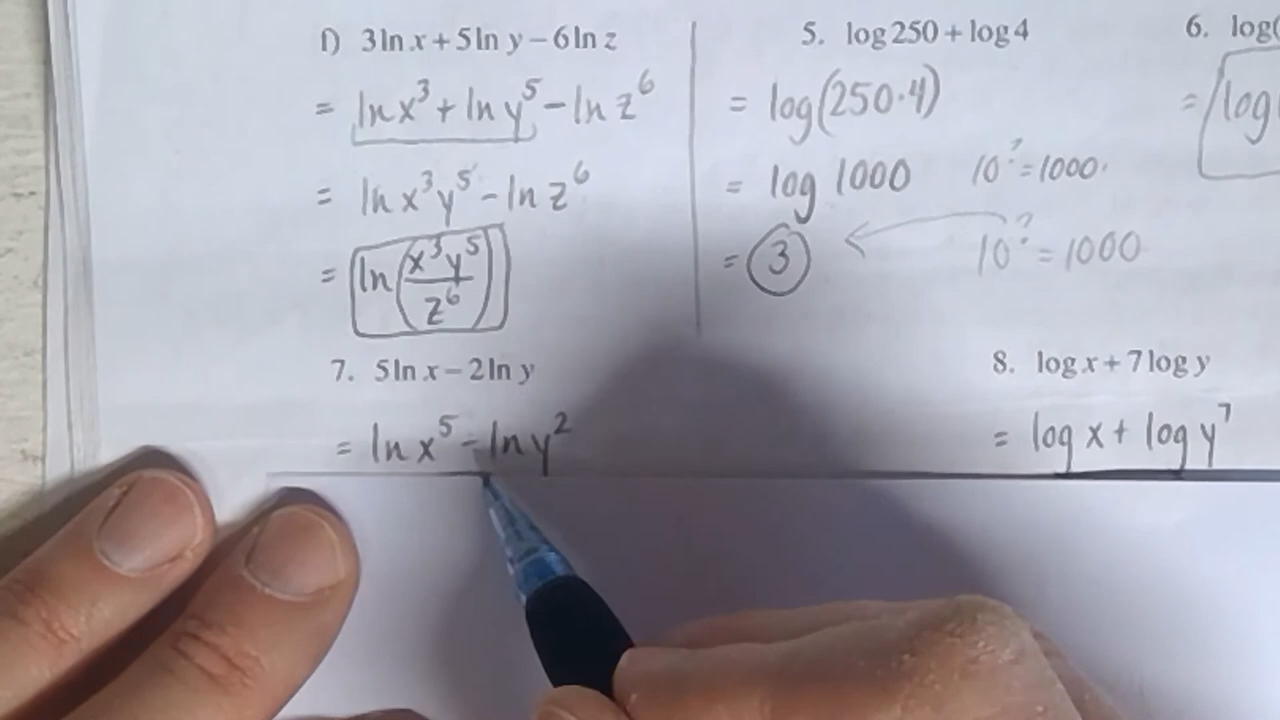 f) 3 ln x + 5 ln y − 6 ln z
= ln x³ + ln y⁵ − ln z⁶
= ln x³y⁵ − ln z⁶
= ln (x³y⁵ / z⁶)
5. log 250 + log 4
= log(250·4)
= log 1000 10^? = 1000
= 3 10^? = 1000
6. log(
= log
7. 5 ln x − 2 ln y
= ln x⁵ − ln y²
8. log x + 7 log y
= log x + log y⁷